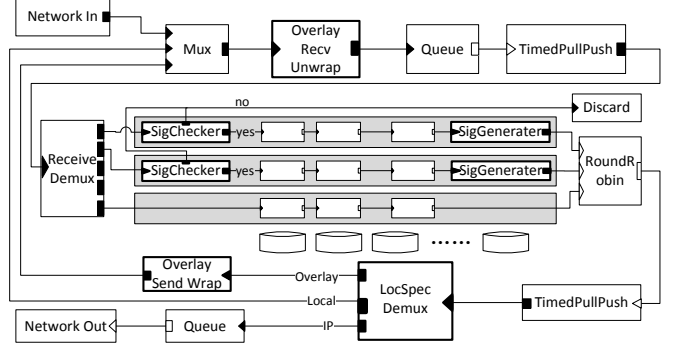 Network In
Mux
Overlay
Recv
Unwrap
Queue
TimedPullPush
no
Discard
Receive
Demux
SigChecker
yes
SigGenerater
SigChecker
yes
SigGenerater
RoundR
obin
......
Overlay
Send Wrap
Overlay
Local
IP
LocSpec
Demux
TimedPullPush
Network Out
Queue